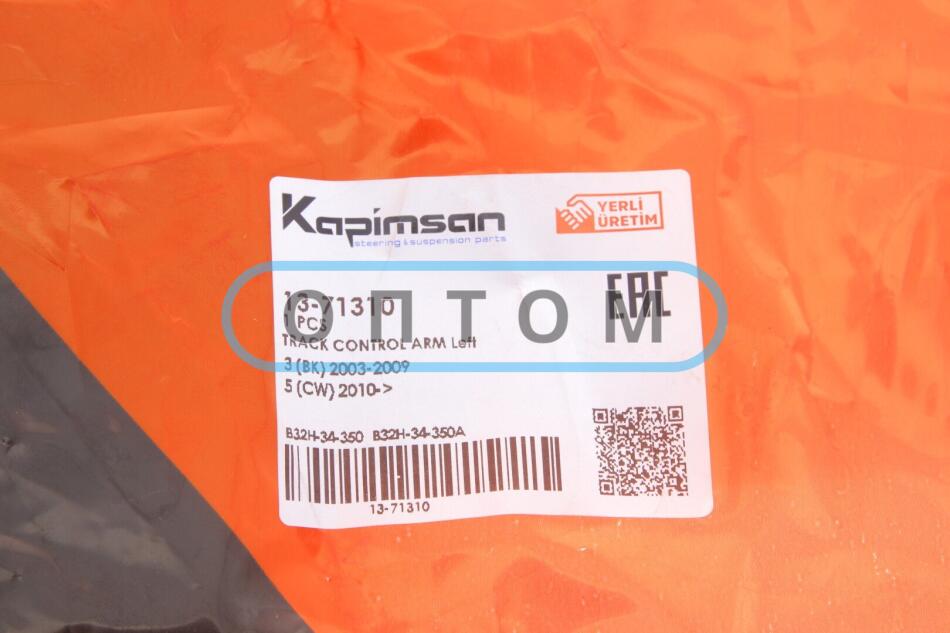 Kapimsan
steering & suspension parts
YERLİ
ÜRETİM
EAC
13-71310
1 PCS
ОПТОМ
TRACK CONTROL ARM Left
3 (BK) 2003-2009
5 (CW) 2010->
B32H-34-350 B32H-34-350A
13-71310